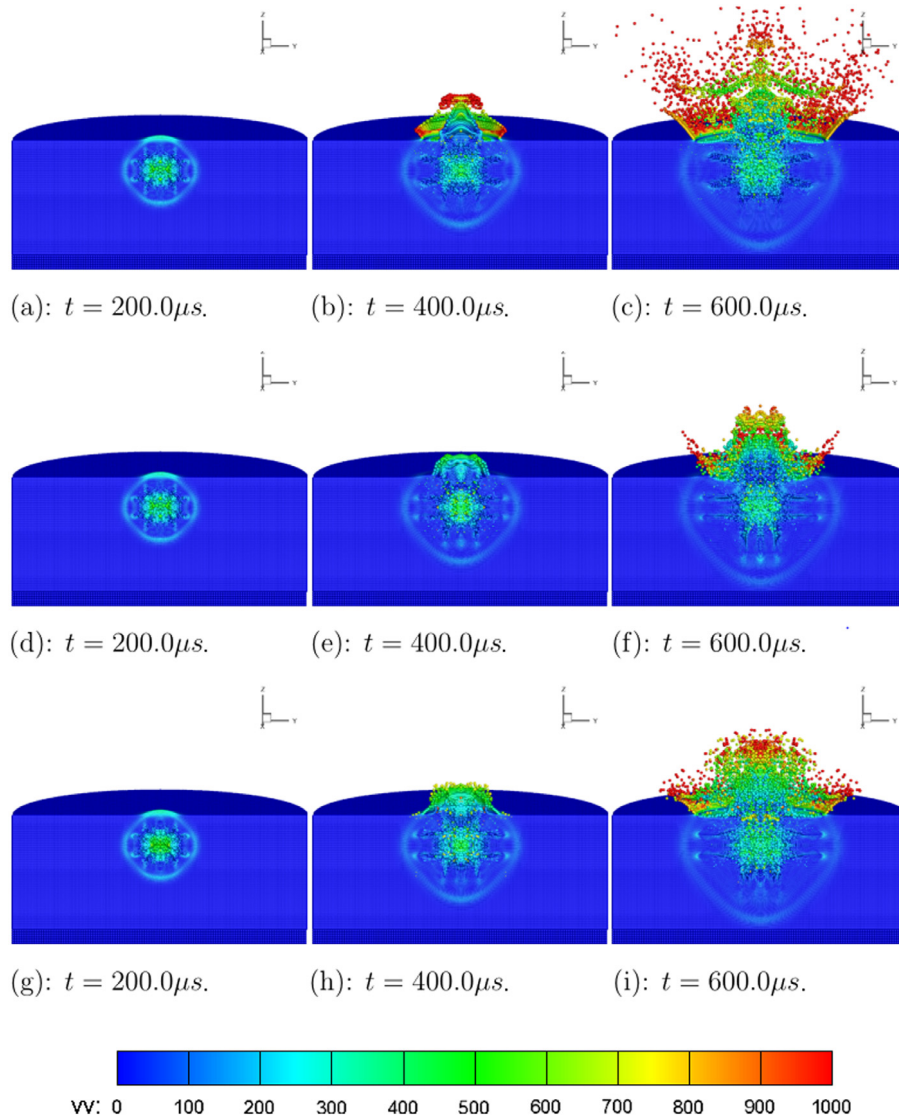 Z Z Z
Y Y Y
X X X
(a): t = 200.0μs. (b): t = 400.0μs. (c): t = 600.0μs.
Z
Y Y Y
X X X
(d): t = 200.0μs. (e): t = 400.0μs. (f): t = 600.0μs.
Z Z Z
Y Y Y
X X X
(g): t = 200.0μs. (h): t = 400.0μs. (i): t = 600.0μs.
VV: 0 100 200 300 400 500 600 700 800 900 1000